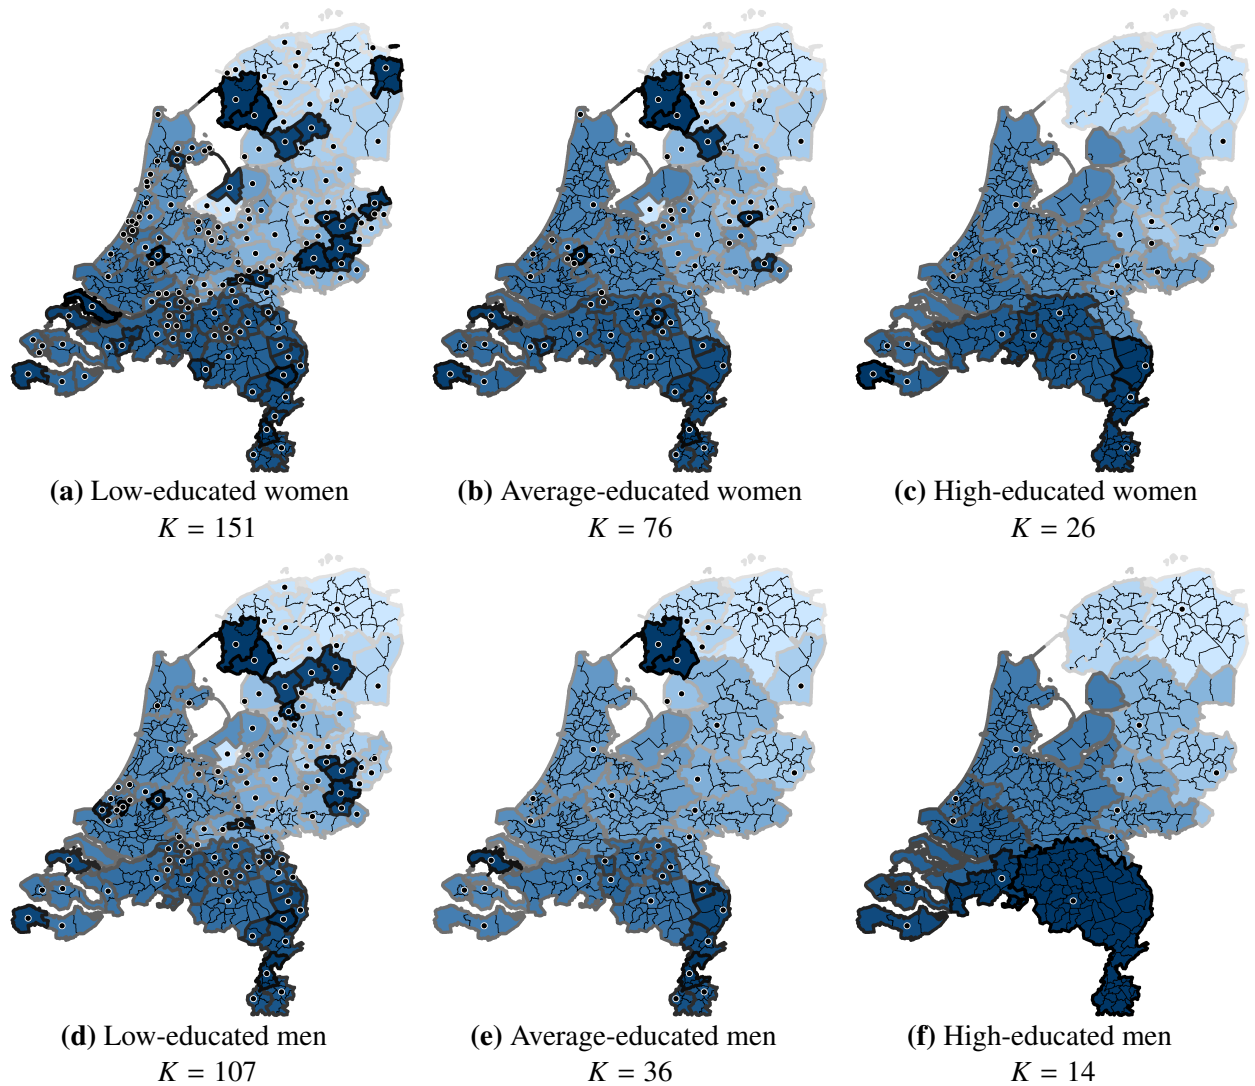 (a) Low-educated women
K = 151
(b) Average-educated women
K = 76
(c) High-educated women
K = 26
(d) Low-educated men
K = 107
(e) Average-educated men
K = 36
(f) High-educated men
K = 14